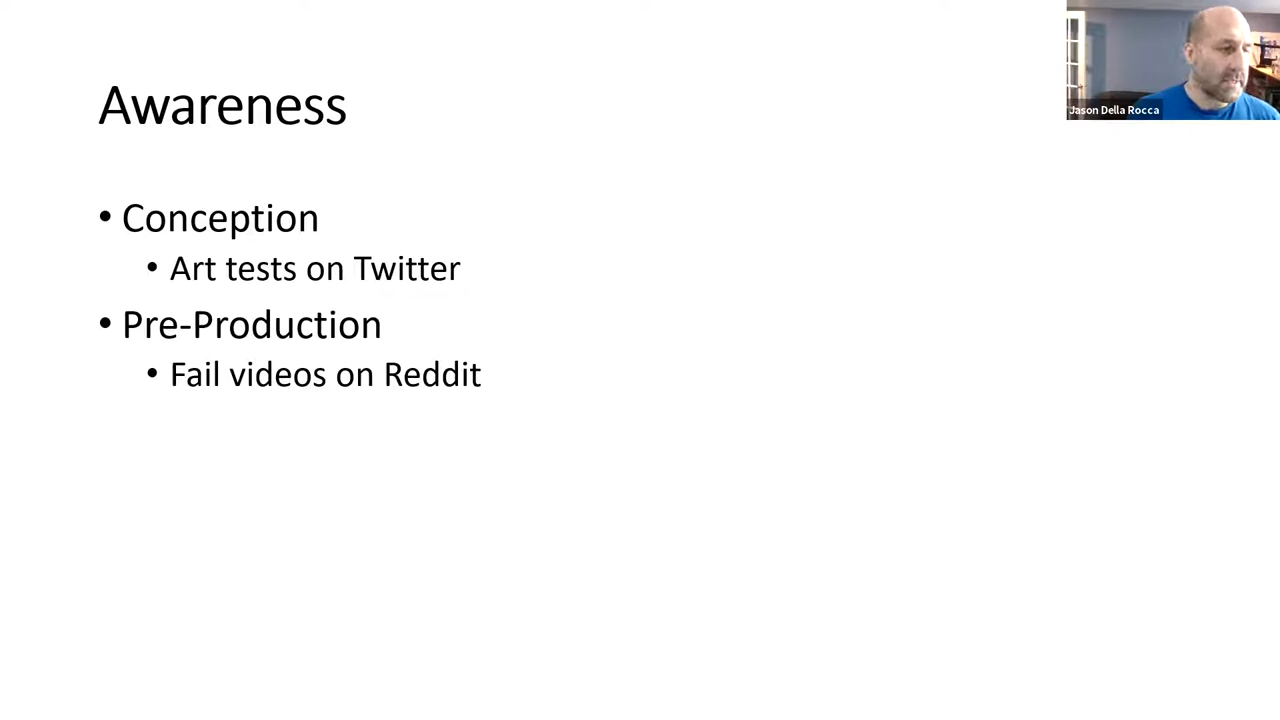 Awareness
Jason Della Rocca
• Conception
• Art tests on Twitter
• Pre-Production
• Fail videos on Reddit